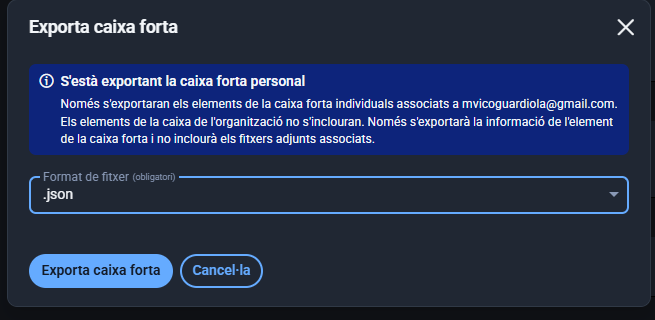 Exporta caixa forta
S'està exportant la caixa forta personal
Només s'exportaran els elements de la caixa forta individuals associats a mvicoguardiola@gmail.com.
Els elements de la caixa de l'organització no s'inclouran. Només s'exportarà la informació de l'element
de la caixa forta i no inclourà els fitxers adjunts associats.
Format de fitxer (obligatori)
.json
Exporta caixa forta
Cancel·la